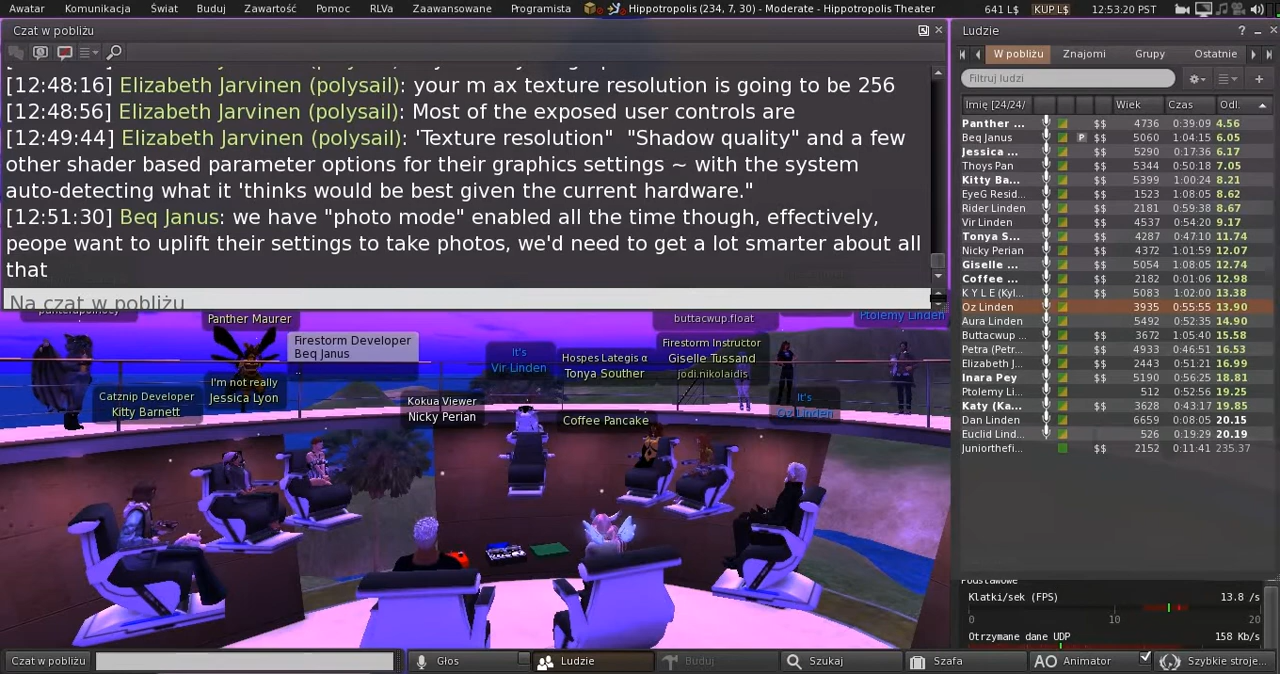 Awatar Komunikacja Świat Buduj Zawartość Pomoc RLVa Zaawansowane Programista Hippotropolis (234, 7, 30) - Moderate - Hippotropolis Theater 641 L$ KUP L$ 12:53:20 PST
Czat w pobliżu
[12:48:16] Elizabeth Jarvinen (polysail): your m ax texture resolution is going to be 256
[12:48:56] Elizabeth Jarvinen (polysail): Most of the exposed user controls are
[12:49:44] Elizabeth Jarvinen (polysail): 'Texture resolution"  "Shadow quality" and a few
other shader based parameter options for their graphics settings ~ with the system
auto-detecting what it 'thinks would be best given the current hardware."
[12:51:30] Beq Janus: we have "photo mode" enabled all the time though, effectively,
peope want to uplift their settings to take photos, we'd need to get a lot smarter about all
that
Na czat w pobliżu
Panther Maurer
Firestorm Developer
Beq Janus
..
I'm not really
Jessica Lyon
Catznip Developer
Kitty Barnett
Kokua Viewer
Nicky Perian
It's
Vir Linden
Hospes Lategis α
Tonya Souther
Coffee Pancake
buttacwup.float
Firestorm Instructor
Giselle Tussand
jodi.nikolaidis
Ptolemy Linden
It's
Oz Linden
Ludzie
W pobliżu Znajomi Grupy Ostatnie
Filtruj ludzi
Imię [24/24/ Wiek Czas Odl.
Panther ... $$ 4736 0:39:09 4.56
Beq Janus P $$ 5060 1:04:15 6.05
Jessica ... $$ 5290 0:17:36 6.17
Thoys Pan $$ 5344 0:50:18 7.05
Kitty Ba... $$ 5399 1:00:24 8.21
EyeG Resid... $$ 1523 1:08:05 8.62
Rider Linden $$ 2181 0:59:38 8.67
Vir Linden $$ 4537 0:54:20 9.17
Tonya S... $$ 4287 0:47:10 11.74
Nicky Perian $$ 4372 1:01:59 12.07
Giselle ... $$ 5054 1:08:05 12.74
Coffee ... $$ 2182 0:01:06 12.98
K Y L E (Kyl... $$ 5083 1:02:00 13.38
Oz Linden 3935 0:55:55 13.90
Aura Linden 5492 0:52:35 14.90
Buttacwup ... $$ 3672 1:05:40 15.58
Petra (Petr... $$ 4933 0:46:51 16.53
Elizabeth J... $$ 2443 0:51:21 16.99
Inara Pey $$ 5190 0:56:25 18.81
Ptolemy Li... 512 0:52:56 19.25
Katy (Ka... $$ 3628 0:43:17 19.85
Dan Linden 6659 0:08:05 20.15
Euclid Lind... 526 0:19:29 20.19
Juniorthefi... $$ 2152 0:11:41 235.37
Podstawowe
Klatki/sek (FPS) 13.8 /s
0 10 20
Otrzymane dane UDP 158 Kb/s
Czat w pobliżu Głos Ludzie Buduj Szukaj Szafa AO Animator Szybkie stroje...